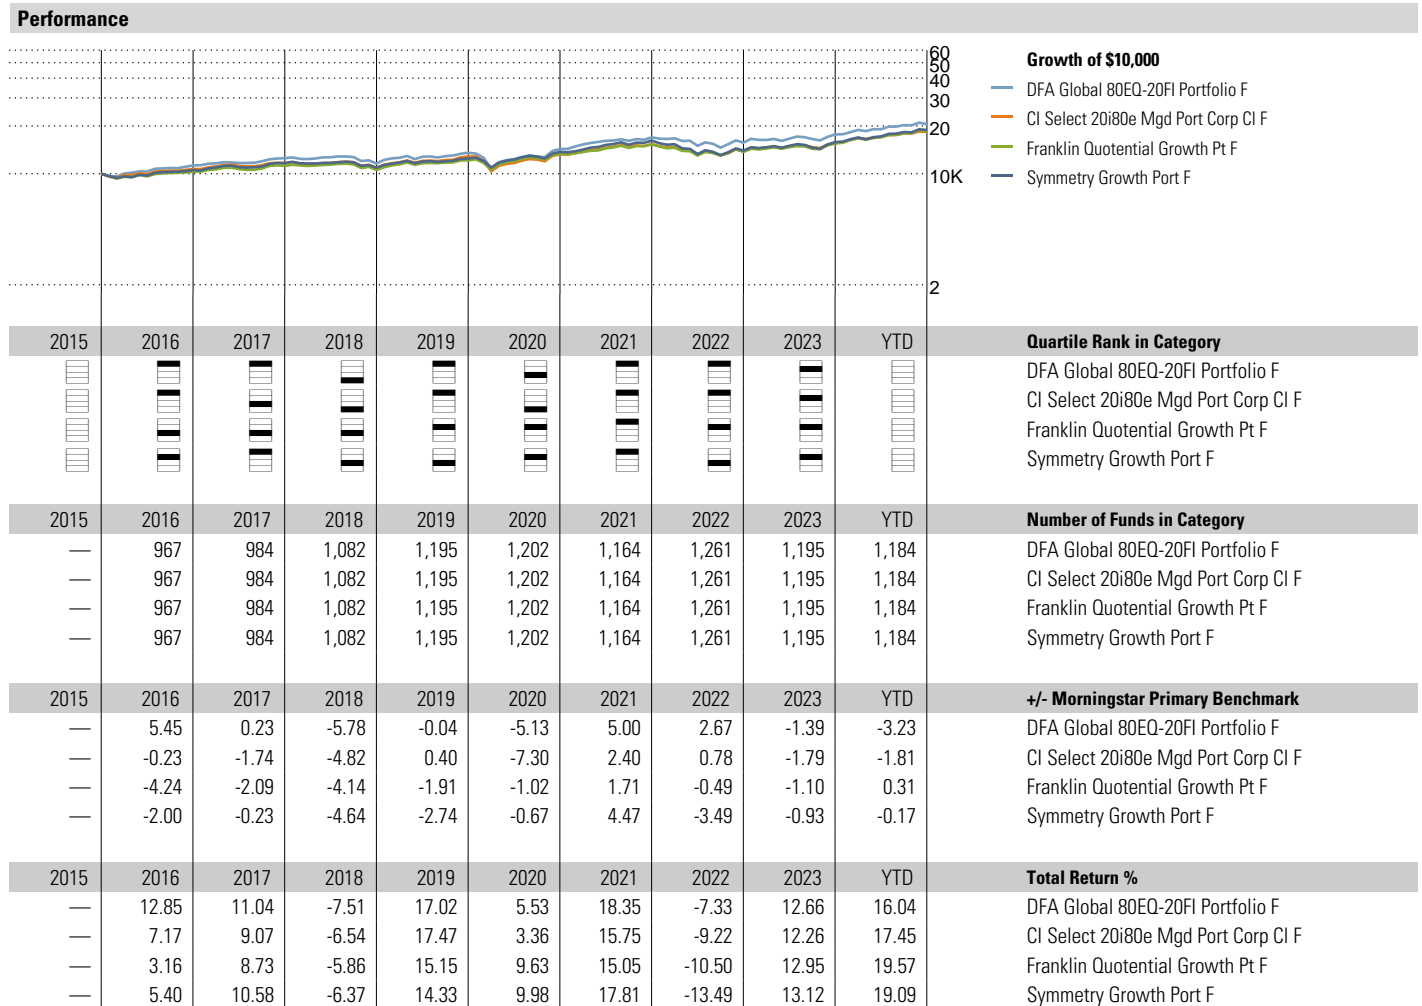 Performance
60
50
40
30
20
10K
2
Growth of $10,000
DFA Global 80EQ-20FI Portfolio F
CI Select 20i80e Mgd Port Corp Cl F
Franklin Quotential Growth Pt F
Symmetry Growth Port F
2015 2016 2017 2018 2019 2020 2021 2022 2023 YTD Quartile Rank in Category
DFA Global 80EQ-20FI Portfolio F
CI Select 20i80e Mgd Port Corp Cl F
Franklin Quotential Growth Pt F
Symmetry Growth Port F
2015 2016 2017 2018 2019 2020 2021 2022 2023 YTD Number of Funds in Category
— 967 984 1,082 1,195 1,202 1,164 1,261 1,195 1,184 DFA Global 80EQ-20FI Portfolio F
— 967 984 1,082 1,195 1,202 1,164 1,261 1,195 1,184 CI Select 20i80e Mgd Port Corp Cl F
— 967 984 1,082 1,195 1,202 1,164 1,261 1,195 1,184 Franklin Quotential Growth Pt F
— 967 984 1,082 1,195 1,202 1,164 1,261 1,195 1,184 Symmetry Growth Port F
2015 2016 2017 2018 2019 2020 2021 2022 2023 YTD +/- Morningstar Primary Benchmark
— 5.45 0.23 -5.78 -0.04 -5.13 5.00 2.67 -1.39 -3.23 DFA Global 80EQ-20FI Portfolio F
— -0.23 -1.74 -4.82 0.40 -7.30 2.40 0.78 -1.79 -1.81 CI Select 20i80e Mgd Port Corp Cl F
— -4.24 -2.09 -4.14 -1.91 -1.02 1.71 -0.49 -1.10 0.31 Franklin Quotential Growth Pt F
— -2.00 -0.23 -4.64 -2.74 -0.67 4.47 -3.49 -0.93 -0.17 Symmetry Growth Port F
2015 2016 2017 2018 2019 2020 2021 2022 2023 YTD Total Return %
— 12.85 11.04 -7.51 17.02 5.53 18.35 -7.33 12.66 16.04 DFA Global 80EQ-20FI Portfolio F
— 7.17 9.07 -6.54 17.47 3.36 15.75 -9.22 12.26 17.45 CI Select 20i80e Mgd Port Corp Cl F
— 3.16 8.73 -5.86 15.15 9.63 15.05 -10.50 12.95 19.57 Franklin Quotential Growth Pt F
— 5.40 10.58 -6.37 14.33 9.98 17.81 -13.49 13.12 19.09 Symmetry Growth Port F